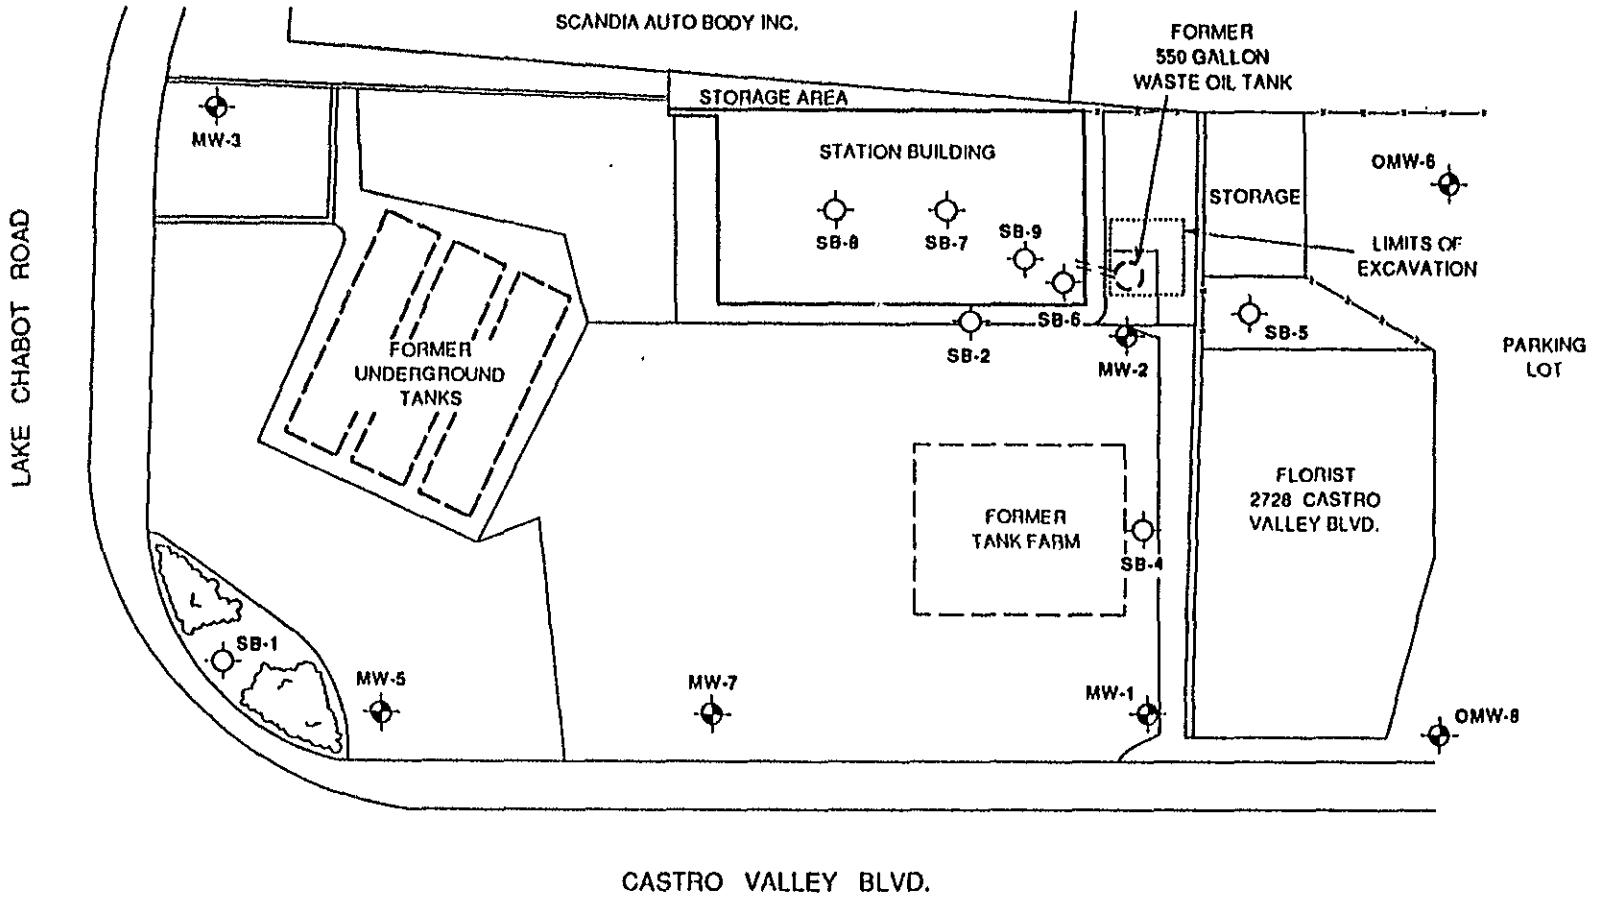 SCANDIA AUTO BODY INC.
FORMER
550 GALLON
WASTE OIL TANK
STORAGE AREA
MW-3
STATION BUILDING
OMW-6
STORAGE
SB-8
SB-7
SB-9
LIMITS OF
EXCAVATION
LAKE CHABOT ROAD
SB-6
SB-5
SB-2
MW-2
PARKING
LOT
FORMER
UNDERGROUND
TANKS
FLORIST
2728 CASTRO
VALLEY BLVD.
FORMER
TANK FARM
SB-4
SB-1
MW-5
MW-7
MW-1
OMW-8
CASTRO VALLEY BLVD.